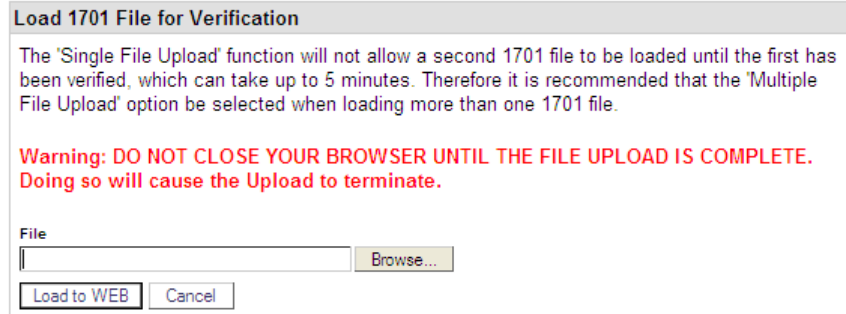 Load 1701 File for Verification
The 'Single File Upload' function will not allow a second 1701 file to be loaded until the first has
been verified, which can take up to 5 minutes. Therefore it is recommended that the 'Multiple
File Upload' option be selected when loading more than one 1701 file.
Warning: DO NOT CLOSE YOUR BROWSER UNTIL THE FILE UPLOAD IS COMPLETE.
Doing so will cause the Upload to terminate.
File
Browse...
Load to WEB Cancel